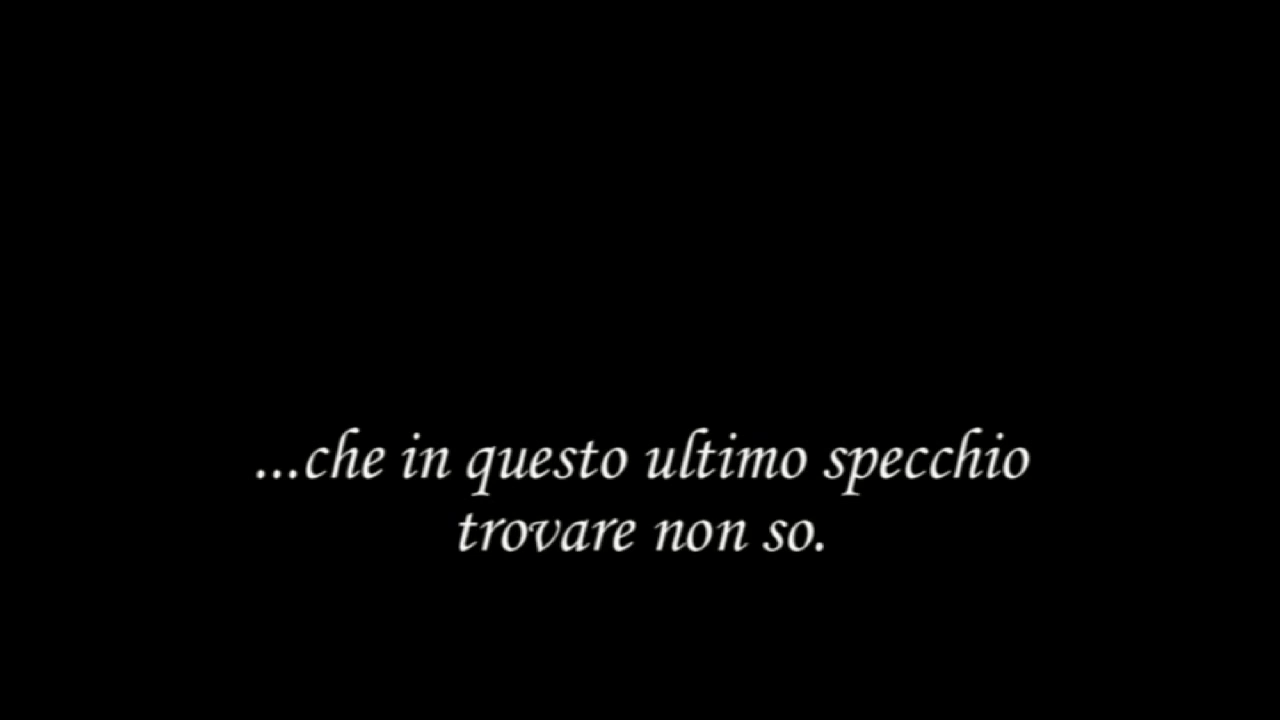 ...che in questo ultimo specchio
trovare non so.